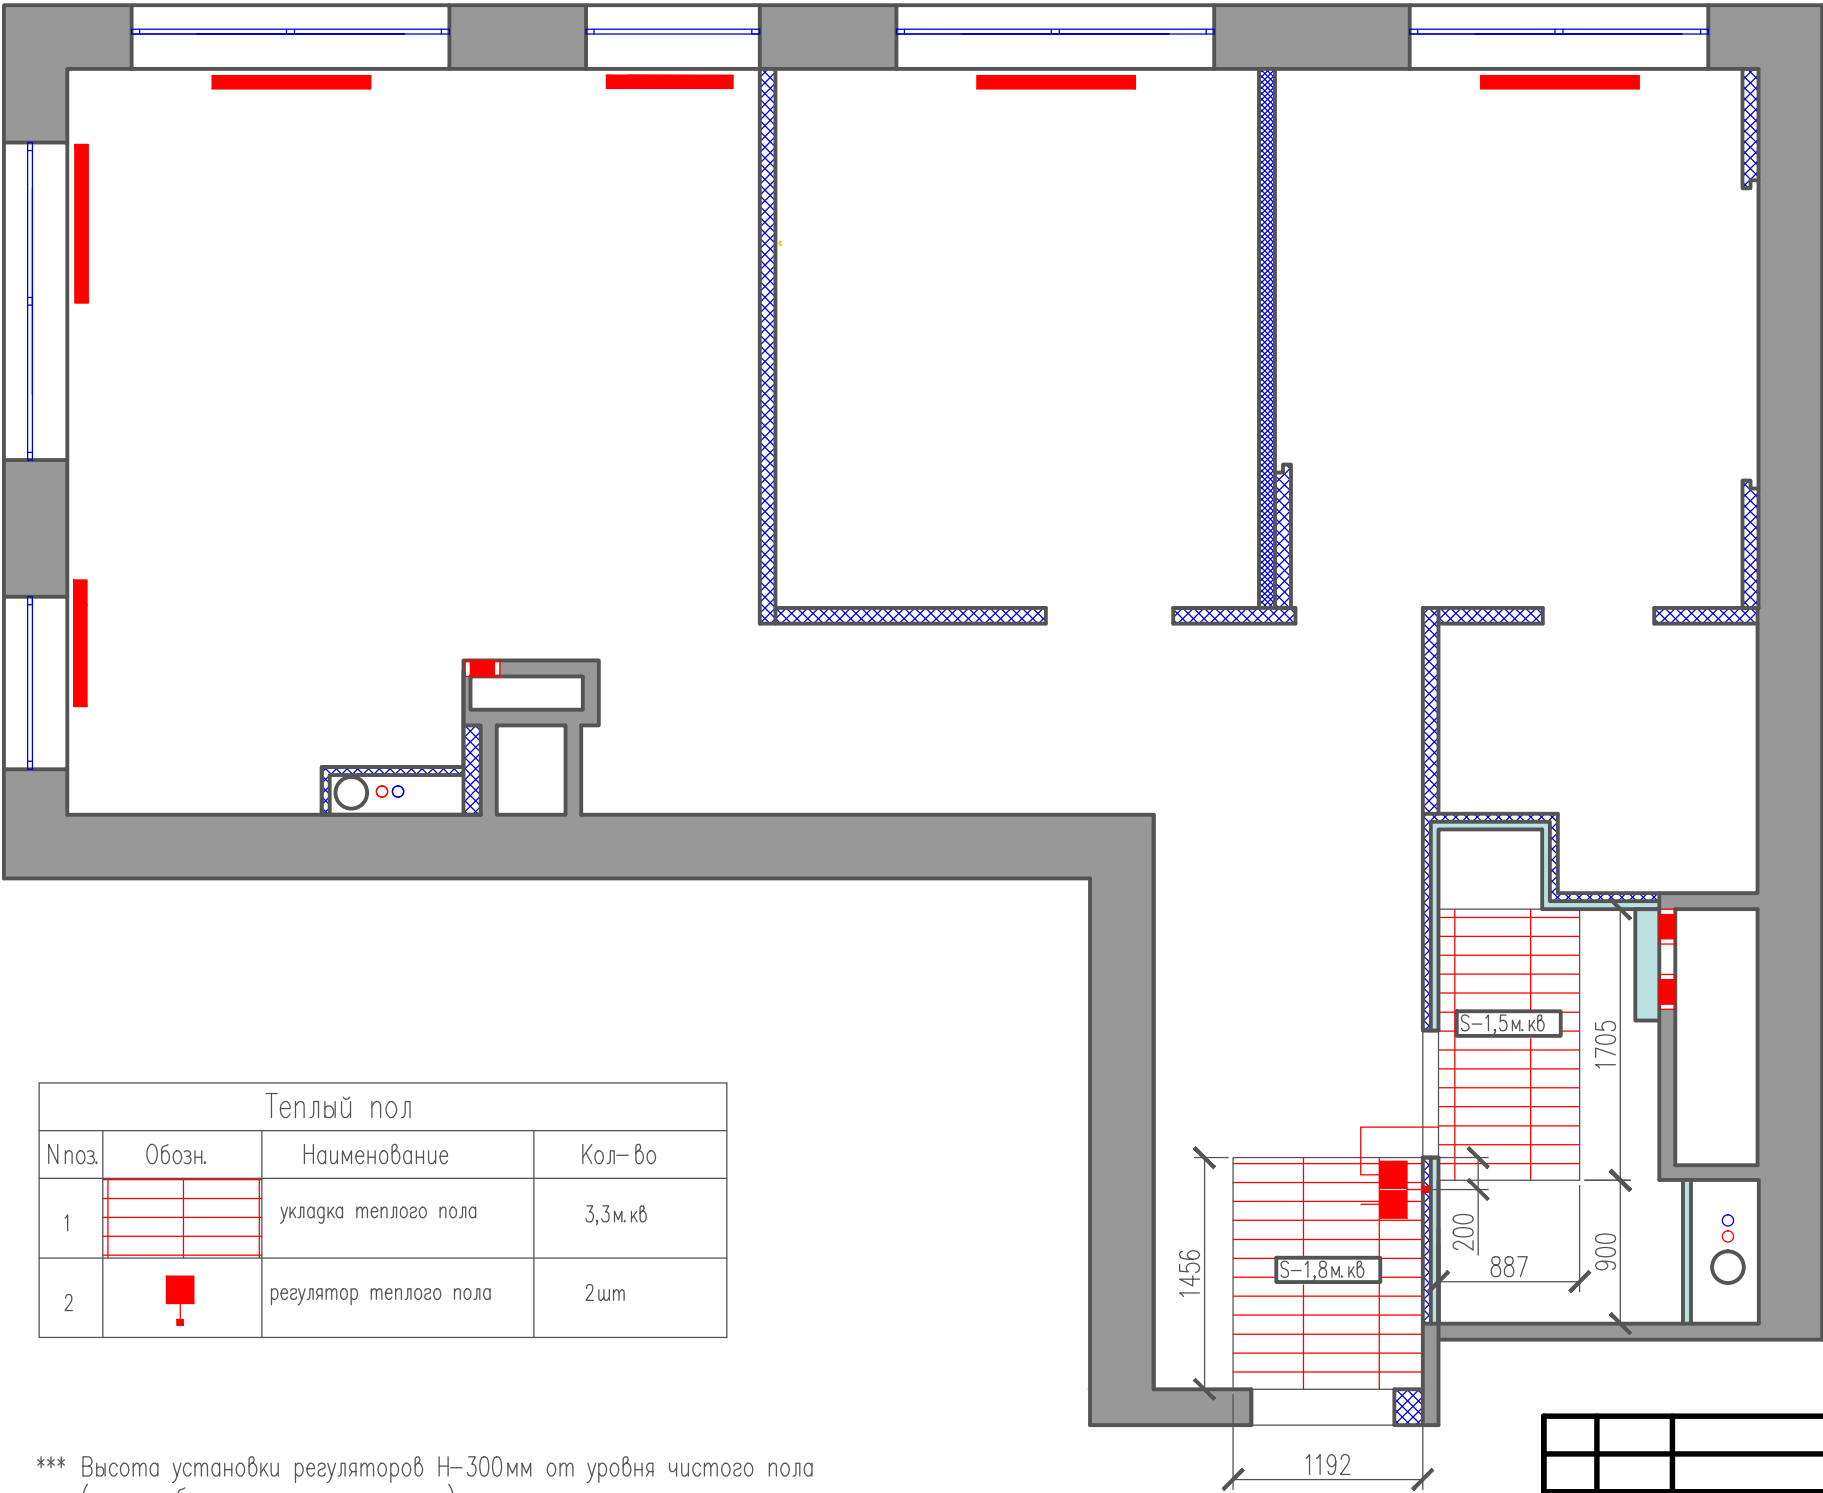 S-1,5м.кв
1705
200
887
900
1456
S-1,8м.кв
1192
Теплый пол
Nпоз.
Обозн.
Наименование
Кол-во
1
укладка теплого пола
3,3м.кв
2
регулятор теплого пола
2шт
*** Высота установки регуляторов Н-300мм от уровня чистого пола